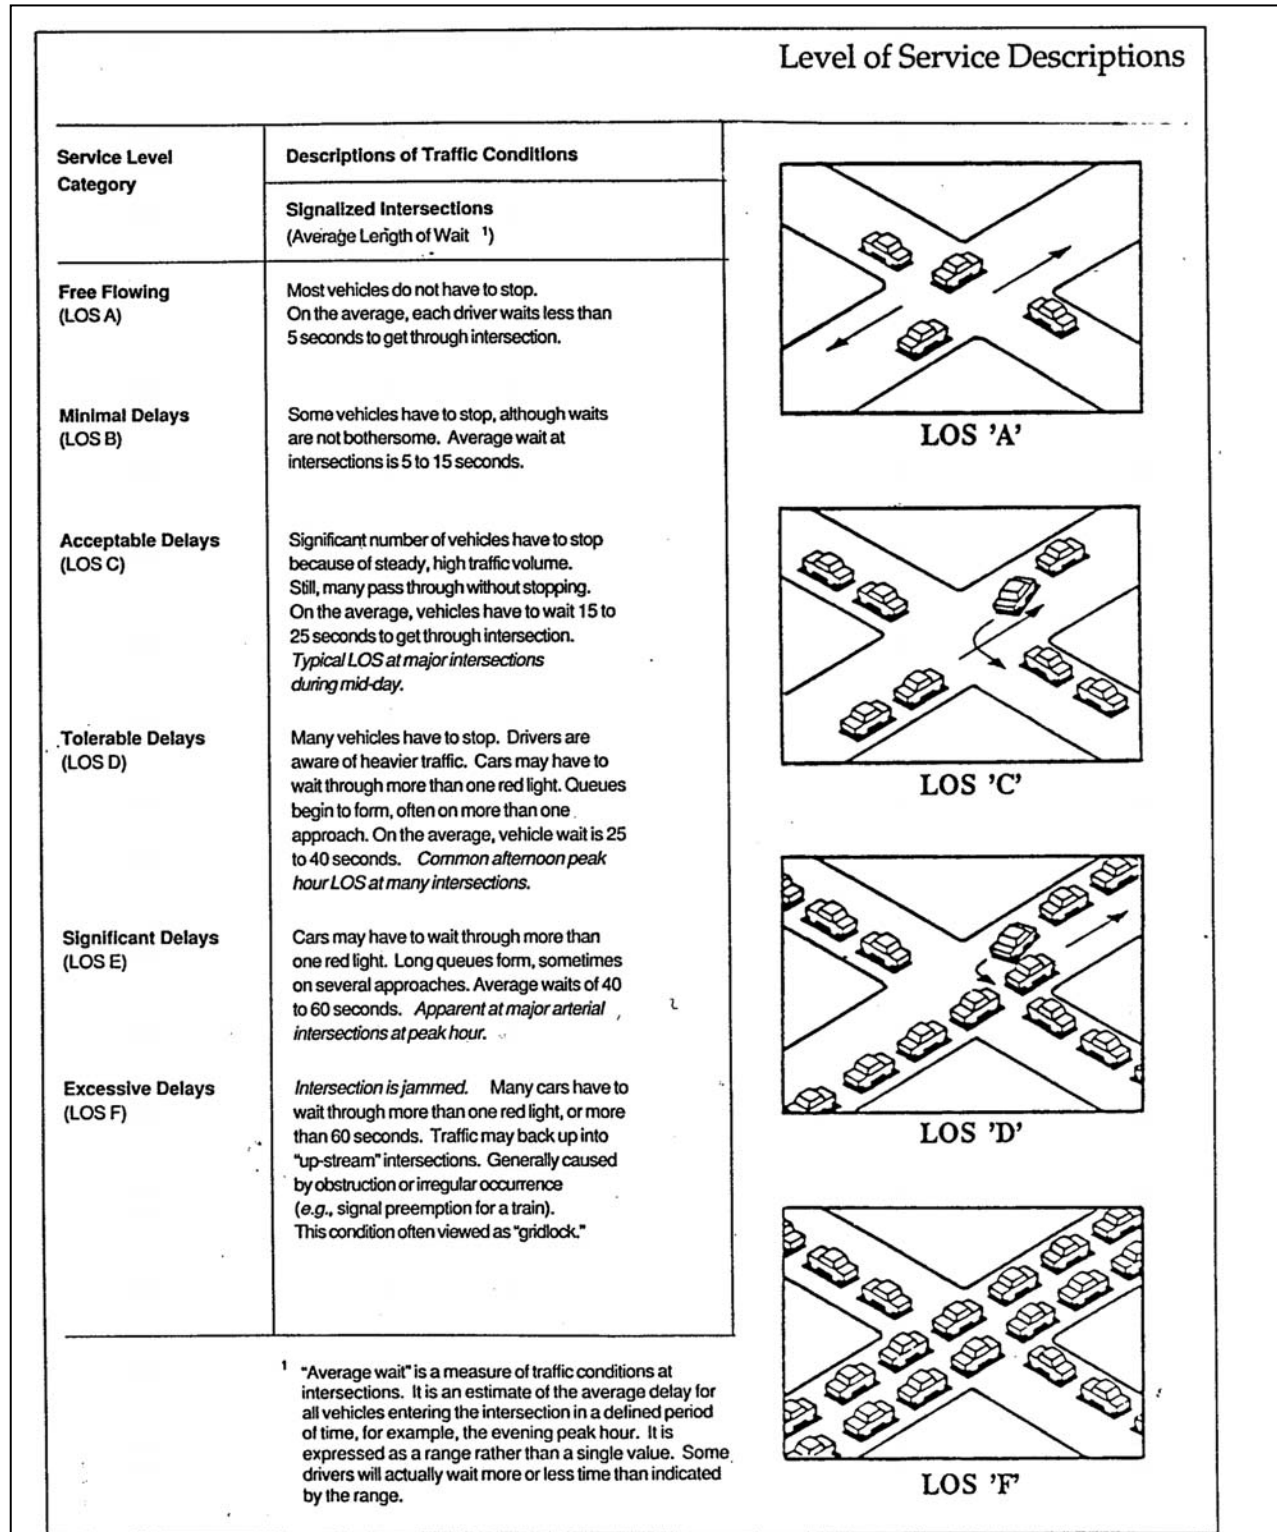 Level of Service Descriptions
Service Level
Category
Descriptions of Traffic Conditions
Signalized Intersections
(Average Length of Wait ¹)
Free Flowing
(LOS A)
Most vehicles do not have to stop.
On the average, each driver waits less than
5 seconds to get through intersection.
Minimal Delays
(LOS B)
Some vehicles have to stop, although waits
are not bothersome. Average wait at
intersections is 5 to 15 seconds.
Acceptable Delays
(LOS C)
Significant number of vehicles have to stop
because of steady, high traffic volume.
Still, many pass through without stopping.
On the average, vehicles have to wait 15 to
25 seconds to get through intersection.
Typical LOS at major intersections
during mid-day.
Tolerable Delays
(LOS D)
Many vehicles have to stop. Drivers are
aware of heavier traffic. Cars may have to
wait through more than one red light. Queues
begin to form, often on more than one
approach. On the average, vehicle wait is 25
to 40 seconds. Common afternoon peak
hour LOS at many intersections.
Significant Delays
(LOS E)
Cars may have to wait through more than
one red light. Long queues form, sometimes
on several approaches. Average waits of 40
to 60 seconds. Apparent at major arterial
intersections at peak hour.
Excessive Delays
(LOS F)
Intersection is jammed. Many cars have to
wait through more than one red light, or more
than 60 seconds. Traffic may back up into
"up-stream" intersections. Generally caused
by obstruction or irregular occurrence
(e.g., signal preemption for a train).
This condition often viewed as "gridlock."
¹ "Average wait" is a measure of traffic conditions at
intersections. It is an estimate of the average delay for
all vehicles entering the intersection in a defined period
of time, for example, the evening peak hour. It is
expressed as a range rather than a single value. Some
drivers will actually wait more or less time than indicated
by the range.
LOS 'A'
LOS 'C'
LOS 'D'
LOS 'F'